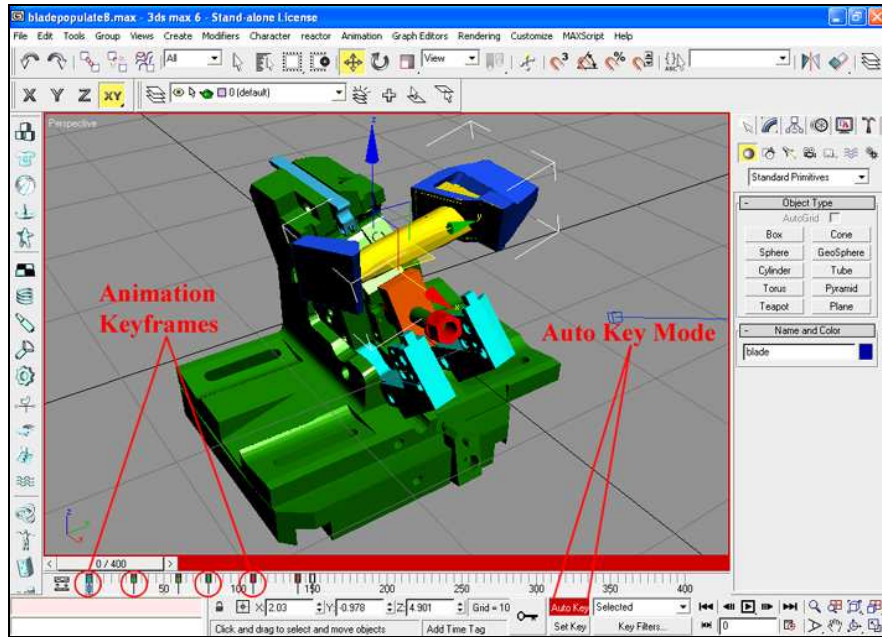 bladepopulate8.max - 3ds max 6 - Stand-alone License
File Edit Tools Group Views Create Modifiers Character reactor Animation Graph Editors Rendering Customize MAXScript Help
All View
X Y Z XY 0 (default)
Perspective
z
y
x
Animation
Keyframes
Auto Key Mode
Standard Primitives
- Object Type
AutoGrid
Box Cone
Sphere GeoSphere
Cylinder Tube
Torus Pyramid
Teapot Plane
- Name and Color
blade
z
x
< 0 / 400 >
50 100 150 200 250 300 350 400
X: 2.03 Y: -0.978 Z: 4.901 Grid = 10 Auto Key Selected
Click and drag to select and move objects Add Time Tag Set Key Key Filters... 0